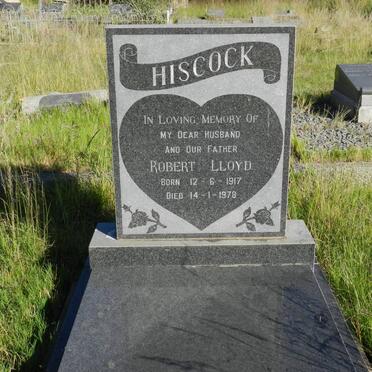 HISCOCK
IN LOVING MEMORY OF
MY DEAR HUSBAND
AND OUR FATHER
ROBERT LLOYD
BORN 12-6-1917
DIED 14-1-1978